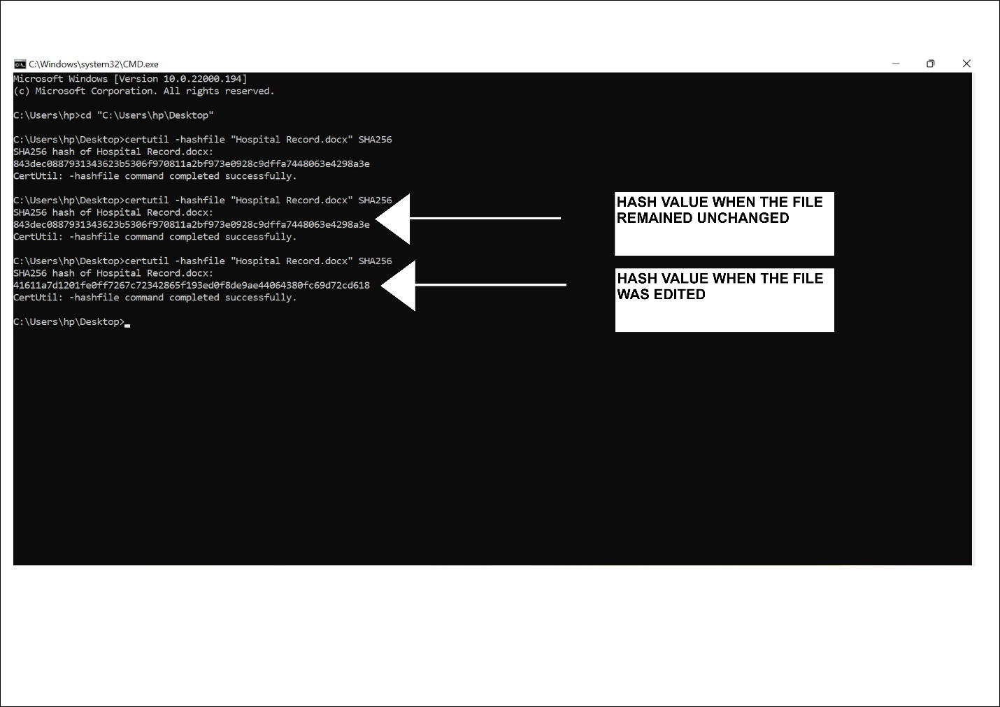 C:\Windows\system32\CMD.exe
Microsoft Windows [Version 10.0.22000.194]
(c) Microsoft Corporation. All rights reserved.
C:\Users\hp>cd "C:\Users\hp\Desktop"
C:\Users\hp\Desktop>certutil -hashfile "Hospital Record.docx" SHA256
SHA256 hash of Hospital Record.docx:
843dec0887931343623b5306f970811a2bf973e0928c9dffa7448063e4298a3e
CertUtil: -hashfile command completed successfully.
C:\Users\hp\Desktop>certutil -hashfile "Hospital Record.docx" SHA256
SHA256 hash of Hospital Record.docx:
843dec0887931343623b5306f970811a2bf973e0928c9dffa7448063e4298a3e
CertUtil: -hashfile command completed successfully.
HASH VALUE WHEN THE FILE
REMAINED UNCHANGED
C:\Users\hp\Desktop>certutil -hashfile "Hospital Record.docx" SHA256
SHA256 hash of Hospital Record.docx:
41611a7d1201fe0ff7267c72342865f193ed0f8de9ae44064380fc69d72cd618
CertUtil: -hashfile command completed successfully.
HASH VALUE WHEN THE FILE
WAS EDITED
C:\Users\hp\Desktop>